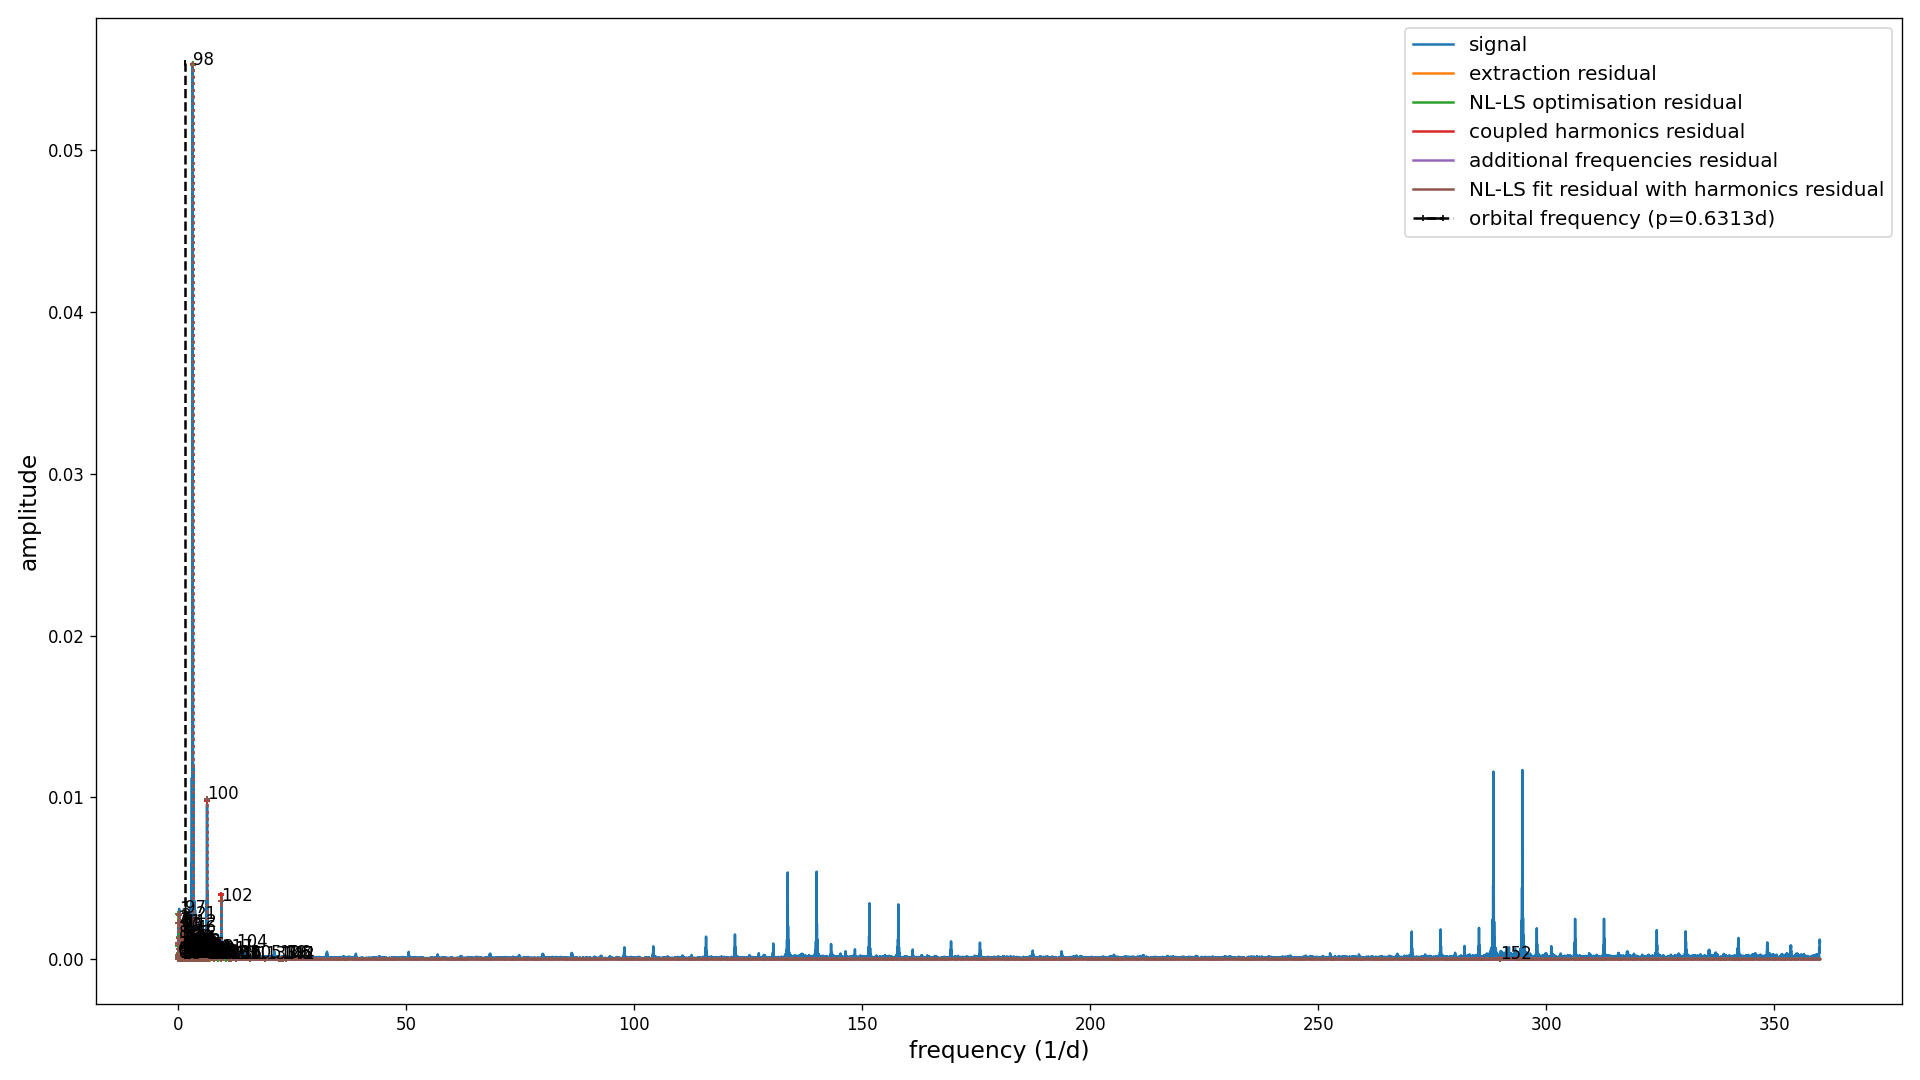 98
signal
extraction residual
NL-LS optimisation residual
coupled harmonics residual
additional frequencies residual
NL-LS fit residual with harmonics residual
orbital frequency (p=0.6313d)
0.05
0.04
0.03
0.02
0.01
0.00
amplitude
100
102
97
104
152
0
50
100
150
200
250
300
350
frequency (1/d)